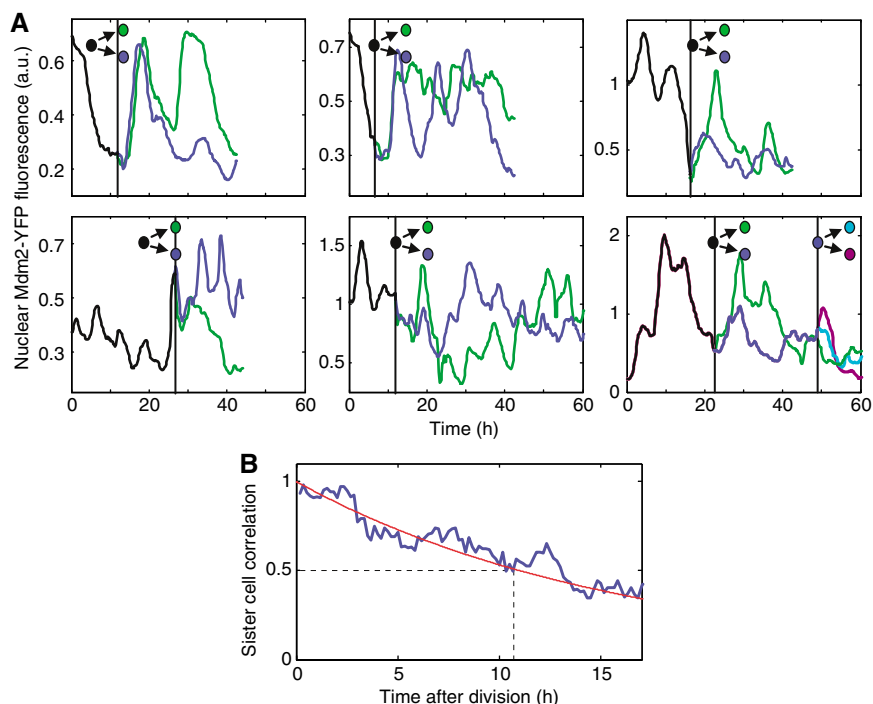 A
Nuclear Mdm2-YFP fluorescence (a.u.)
0.6
0.4
0.2
0.7
0.5
0.3
1
0.5
0.7
0.5
0.3
0 20 40 60
1.5
1
0.5
0 20 40 60
2
1
0
0 20 40 60
Time (h)
B
Sister cell correlation
1
0.5
0
0 5 10 15
Time after division (h)